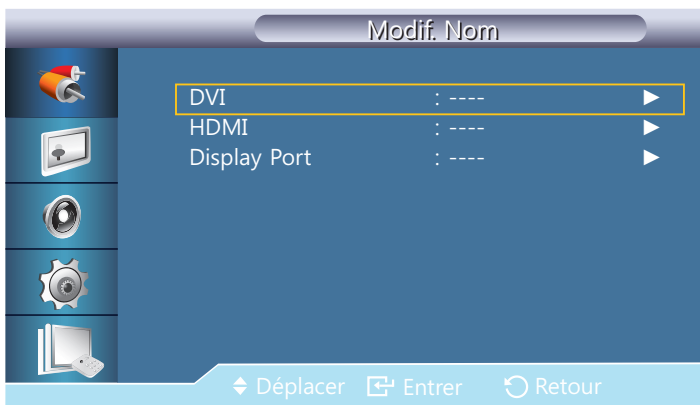 Modif. Nom
DVI : ---- ►
HDMI : ---- ►
Display Port : ---- ►
Déplacer Entrer Retour